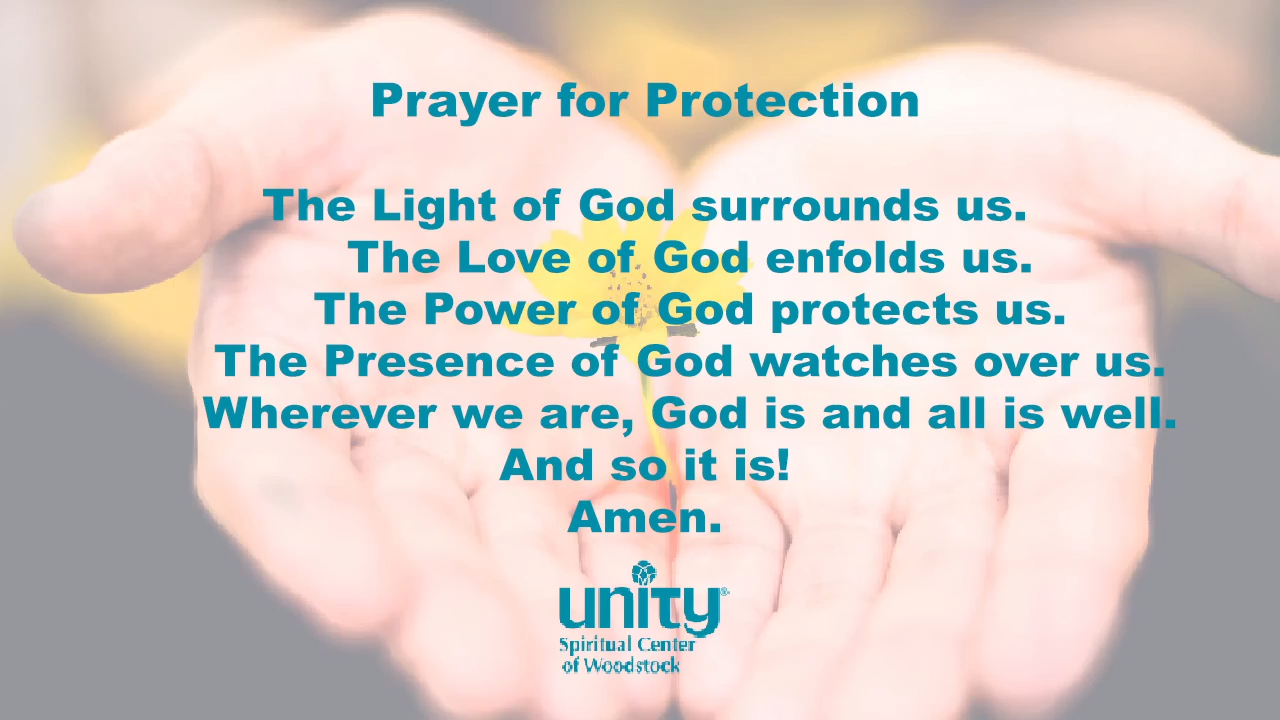 Prayer for Protection
The Light of God surrounds us.
The Love of God enfolds us.
The Power of God protects us.
The Presence of God watches over us.
Wherever we are, God is and all is well.
And so it is!
Amen.
unity®
Spiritual Center
of Woodstock